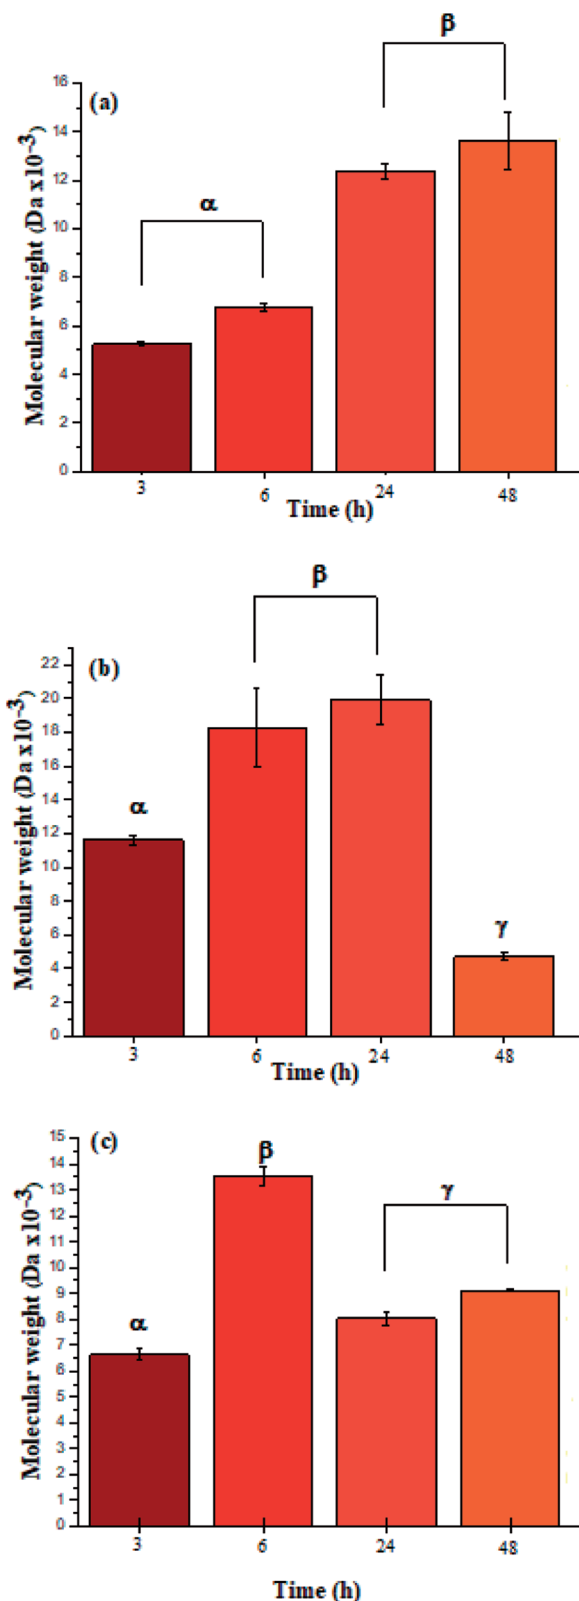 β
(a)
α
Molecular weight (Da x10⁻³)
16
14
12
10
8
6
4
2
0
3 6 24 48
Time (h)
β
(b)
α
γ
Molecular weight (Da x10⁻³)
22
20
18
16
14
12
10
8
6
4
2
0
3 6 24 48
Time (h)
(c)
β
γ
α
Molecular weight (Da x10⁻³)
15
14
13
12
11
10
9
8
7
6
5
4
3
2
1
0
3 6 24 48
Time (h)